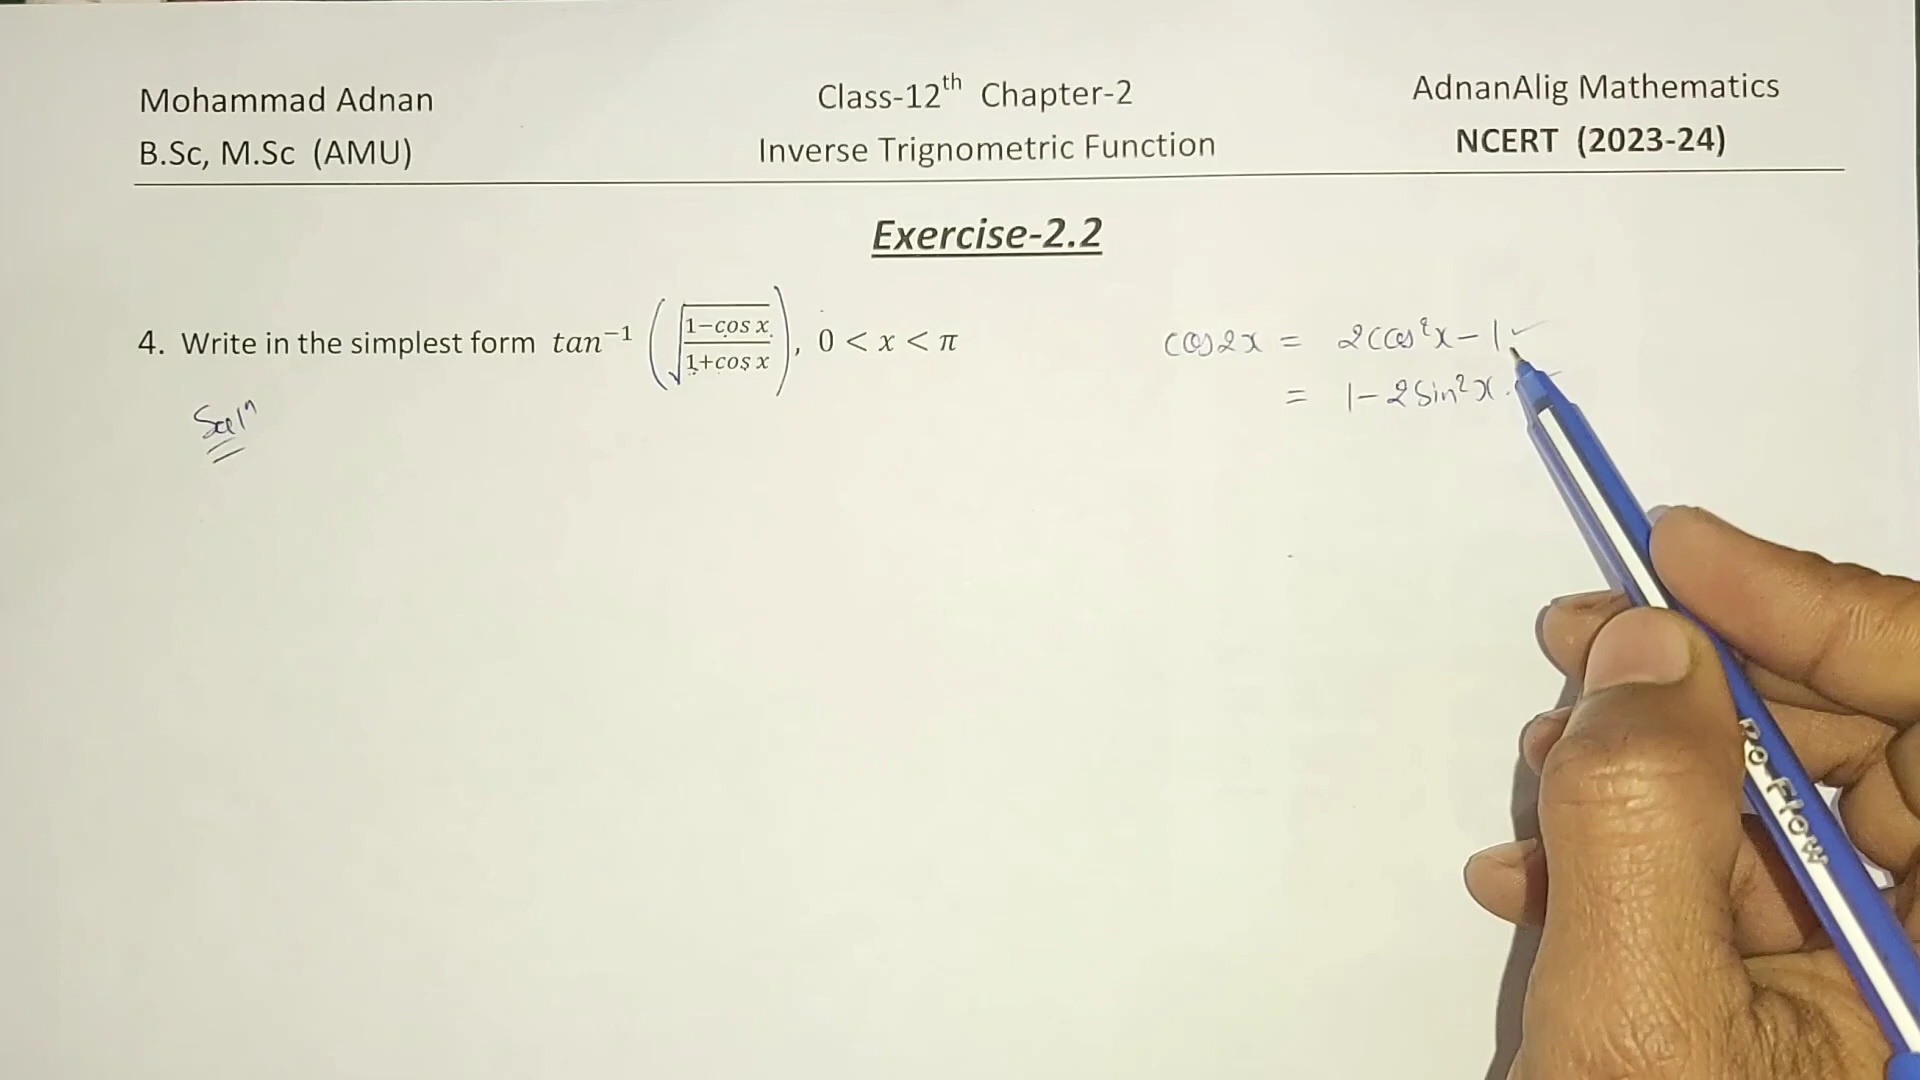 Mohammad Adnan
B.Sc, M.Sc (AMU)
Class-12th Chapter-2
Inverse Trignometric Function
AdnanAlig Mathematics
NCERT (2023-24)
Exercise-2.2
4. Write in the simplest form tan⁻¹ (√((1−cos x)/(1+cos x))), 0 < x < π
cos2x = 2cos²x − 1
= 1 − 2Sin²x
Solⁿ
Po-Flow